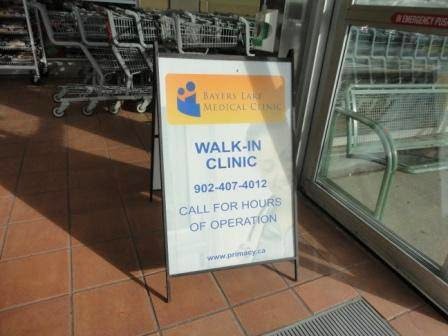 IN EMERGENCY PUSH
BAYERS LAKE
MEDICAL CLINIC
WALK-IN
CLINIC
902-407-4012
CALL FOR HOURS
OF OPERATION
www.primacy.ca